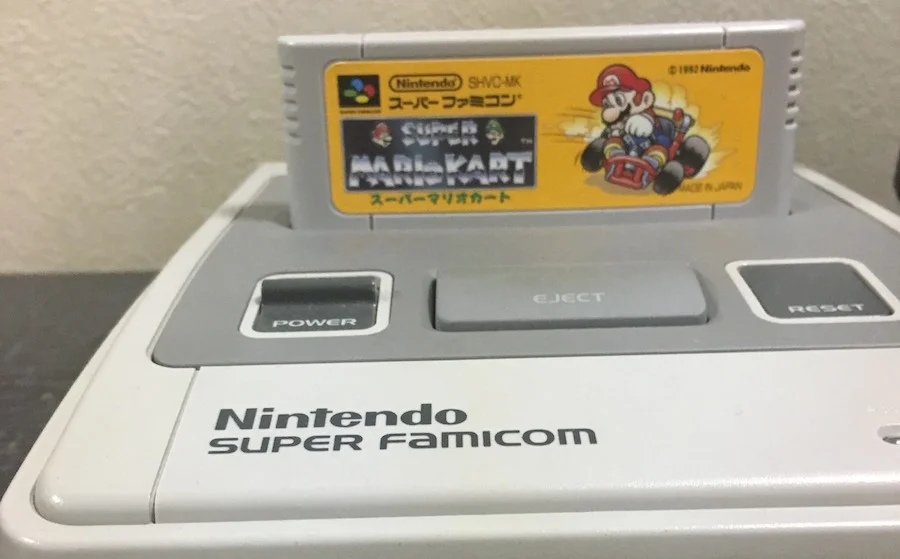 Nintendo SHVC-MK
© 1992 Nintendo
スーパーファミコン®
SUPER
MARIO KART™
スーパーマリオカート
MADE IN JAPAN
POWER
EJECT
RESET
Nintendo
SUPER FAMICOM